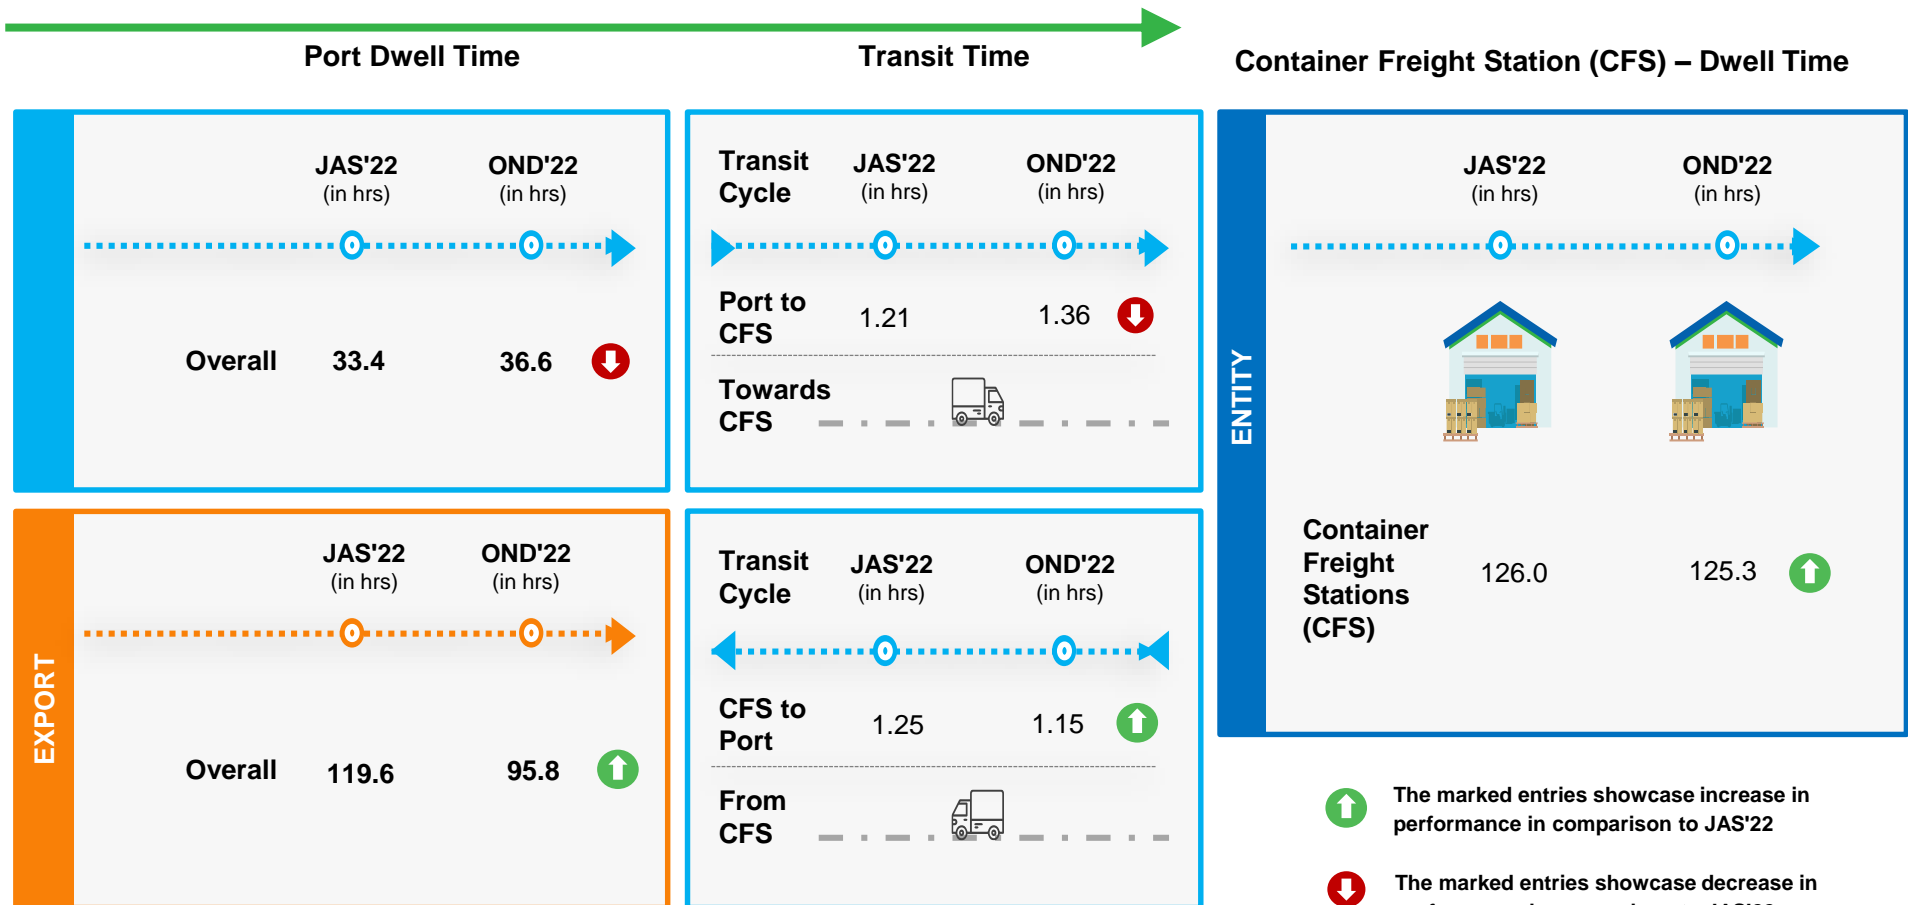 Port Dwell Time
Transit Time
Container Freight Station (CFS) – Dwell Time
JAS'22
(in hrs)
OND'22
(in hrs)
Overall
33.4
36.6
Transit
Cycle
JAS'22
(in hrs)
OND'22
(in hrs)
Port to
CFS
1.21
1.36
Towards
CFS
ENTITY
JAS'22
(in hrs)
OND'22
(in hrs)
Container
Freight
Stations
(CFS)
126.0
125.3
EXPORT
JAS'22
(in hrs)
OND'22
(in hrs)
Overall
119.6
95.8
Transit
Cycle
JAS'22
(in hrs)
OND'22
(in hrs)
CFS to
Port
1.25
1.15
From
CFS
The marked entries showcase increase in
performance in comparison to JAS'22
The marked entries showcase decrease in